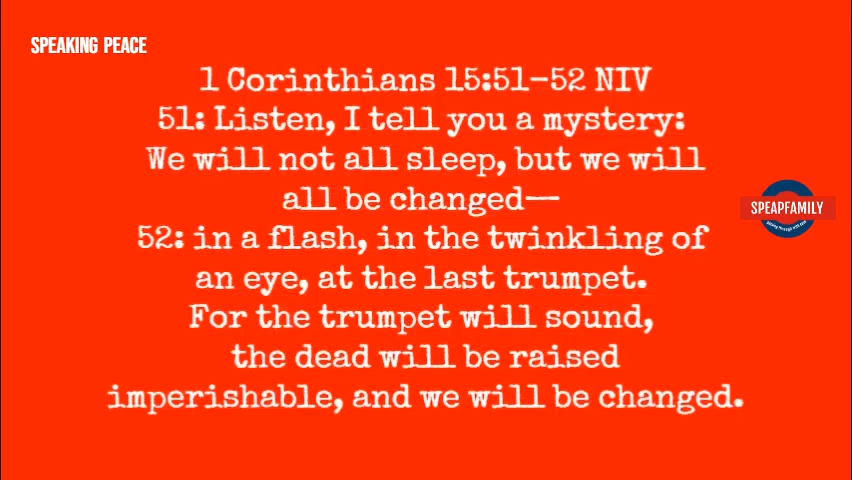 SPEAKING PEACE
1 Corinthians 15:51-52 NIV
51: Listen, I tell you a mystery:
We will not all sleep, but we will
all be changed—
52: in a flash, in the twinkling of
an eye, at the last trumpet.
For the trumpet will sound,
the dead will be raised
imperishable, and we will be changed.
SPEAPFAMILY